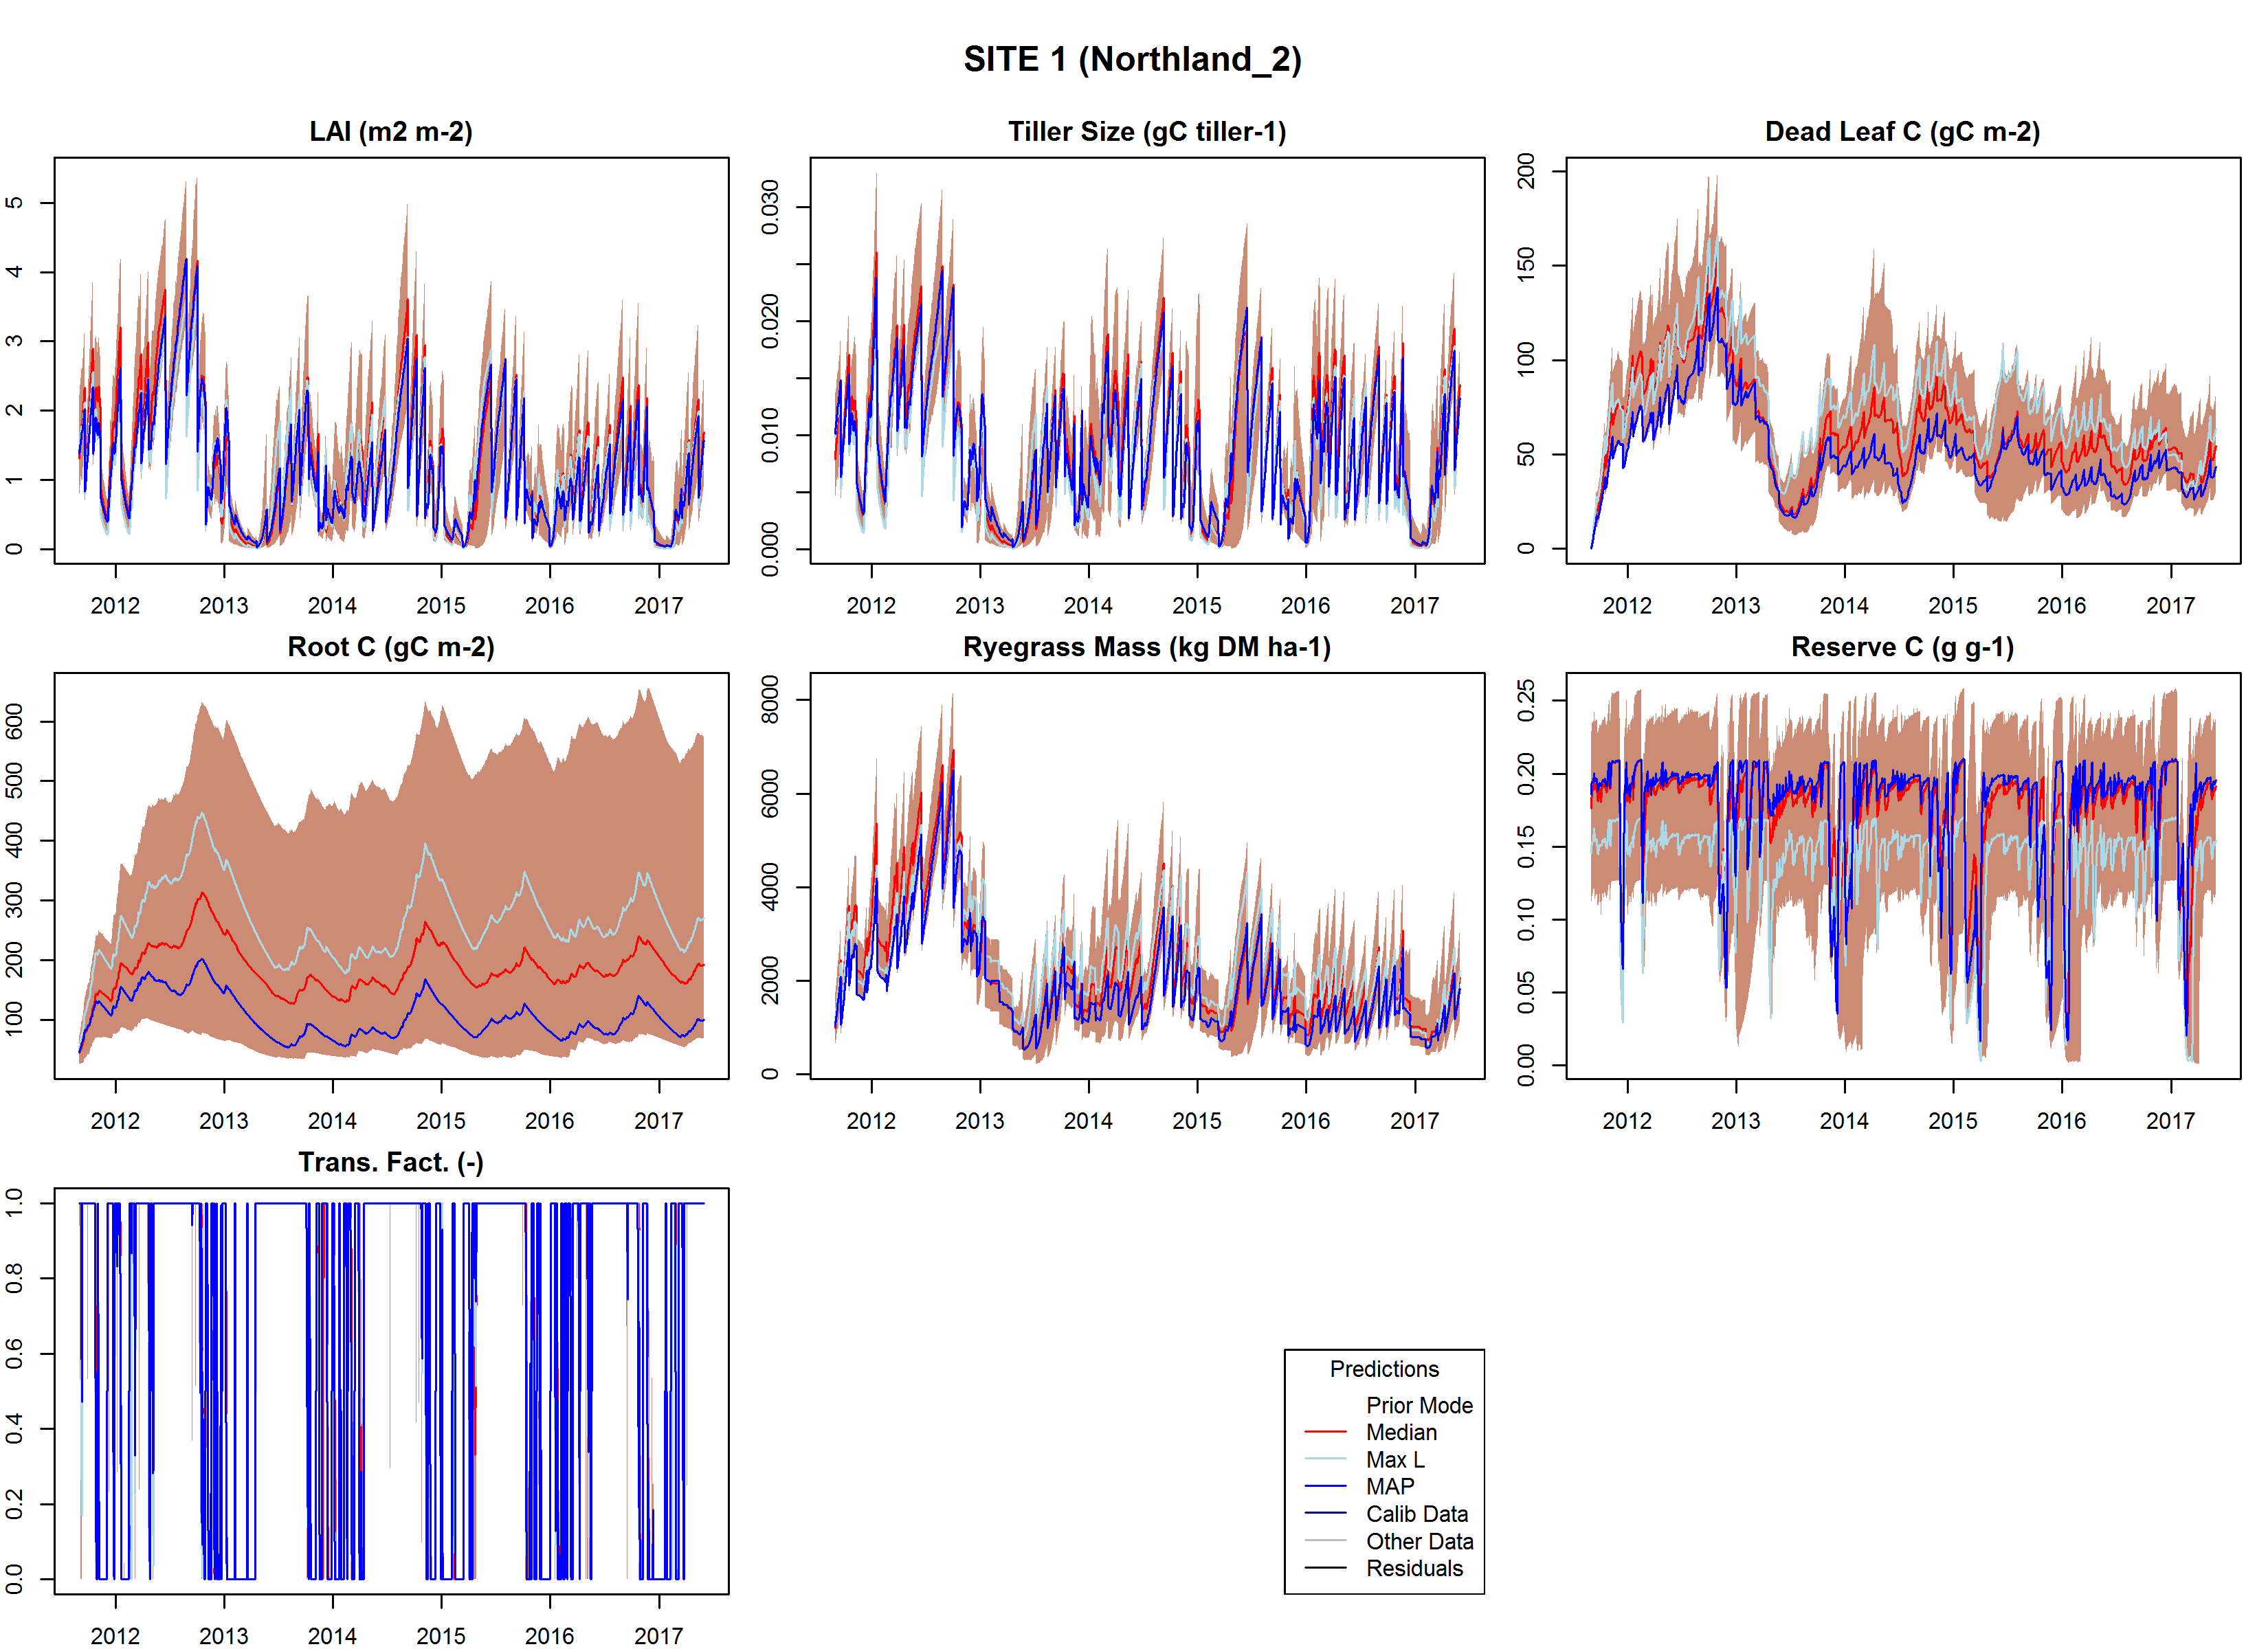 SITE 1 (Northland_2)
LAI (m2 m-2)
0 1 2 3 4 5
2012 2013 2014 2015 2016 2017
Tiller Size (gC tiller-1)
0.000 0.010 0.020 0.030
2012 2013 2014 2015 2016 2017
Dead Leaf C (gC m-2)
0 50 100 150 200
2012 2013 2014 2015 2016 2017
Root C (gC m-2)
100 200 300 400 500 600
2012 2013 2014 2015 2016 2017
Ryegrass Mass (kg DM ha-1)
0 2000 4000 6000 8000
2012 2013 2014 2015 2016 2017
Reserve C (g g-1)
0.00 0.05 0.10 0.15 0.20 0.25
2012 2013 2014 2015 2016 2017
Trans. Fact. (-)
0.0 0.2 0.4 0.6 0.8 1.0
2012 2013 2014 2015 2016 2017
Predictions
Prior Mode
Median
Max L
MAP
Calib Data
Other Data
Residuals